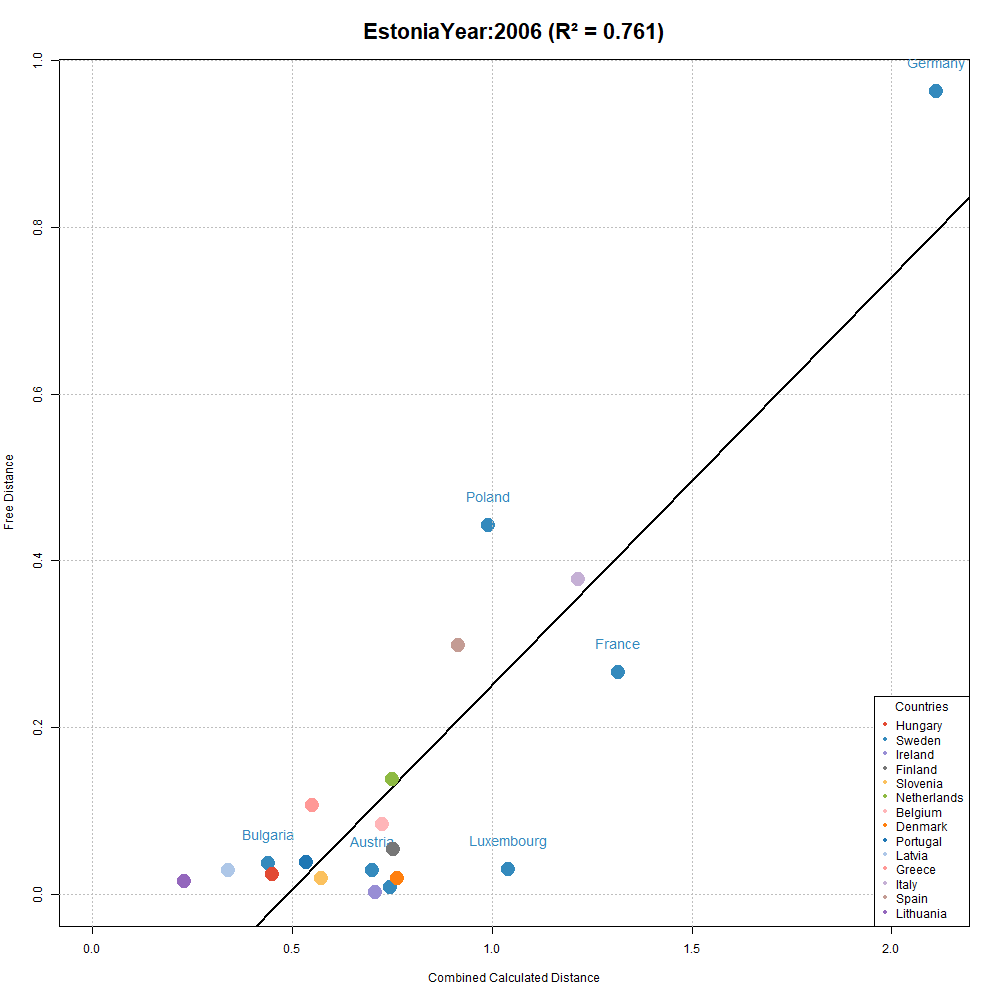 EstoniaYear:2006 (R² = 0.761)
Germany
Poland
France
Bulgaria
Austria
Luxembourg
Countries
Hungary
Sweden
Ireland
Finland
Slovenia
Netherlands
Belgium
Denmark
Portugal
Latvia
Greece
Italy
Spain
Lithuania
1.0
0.8
0.6
0.4
0.2
0.0
Free Distance
0.0 0.5 1.0 1.5 2.0
Combined Calculated Distance